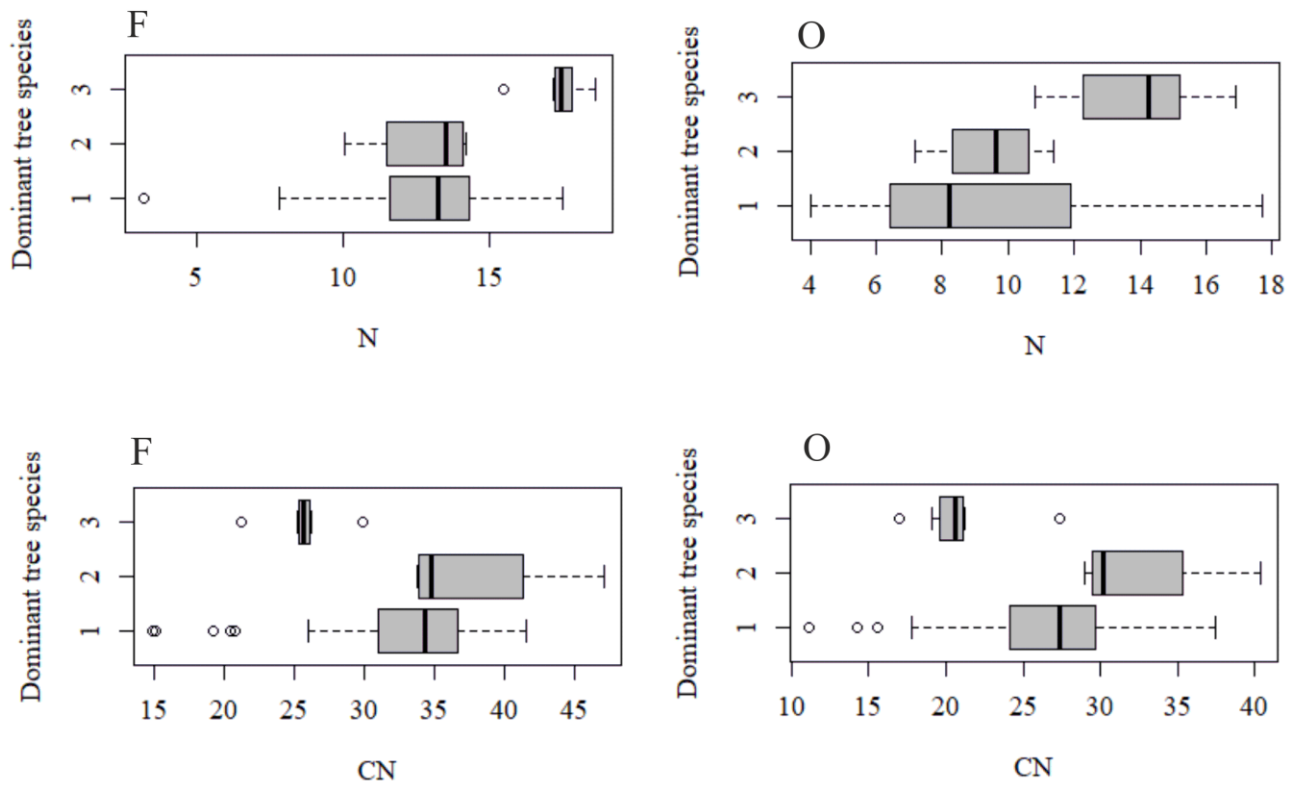 F
Dominant tree species
3
2
1
5 10 15
N
O
Dominant tree species
3
2
1
4 6 8 10 12 14 16 18
N
F
Dominant tree species
3
2
1
15 20 25 30 35 40 45
CN
O
Dominant tree species
3
2
1
10 15 20 25 30 35 40
CN